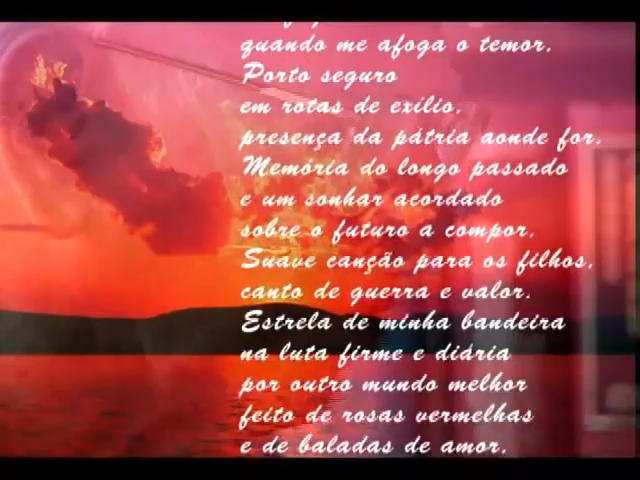 quando me afoga o temor.
Porto seguro
em rotas de exílio,
presença da pátria aonde for.
Memória do longo passado
e um sonhar acordado
sobre o futuro a compor.
Suave canção para os filhos,
canto de guerra e valor.
Estrela de minha bandeira
na luta firme e diária
por outro mundo melhor
feito de rosas vermelhas
e de baladas de amor.